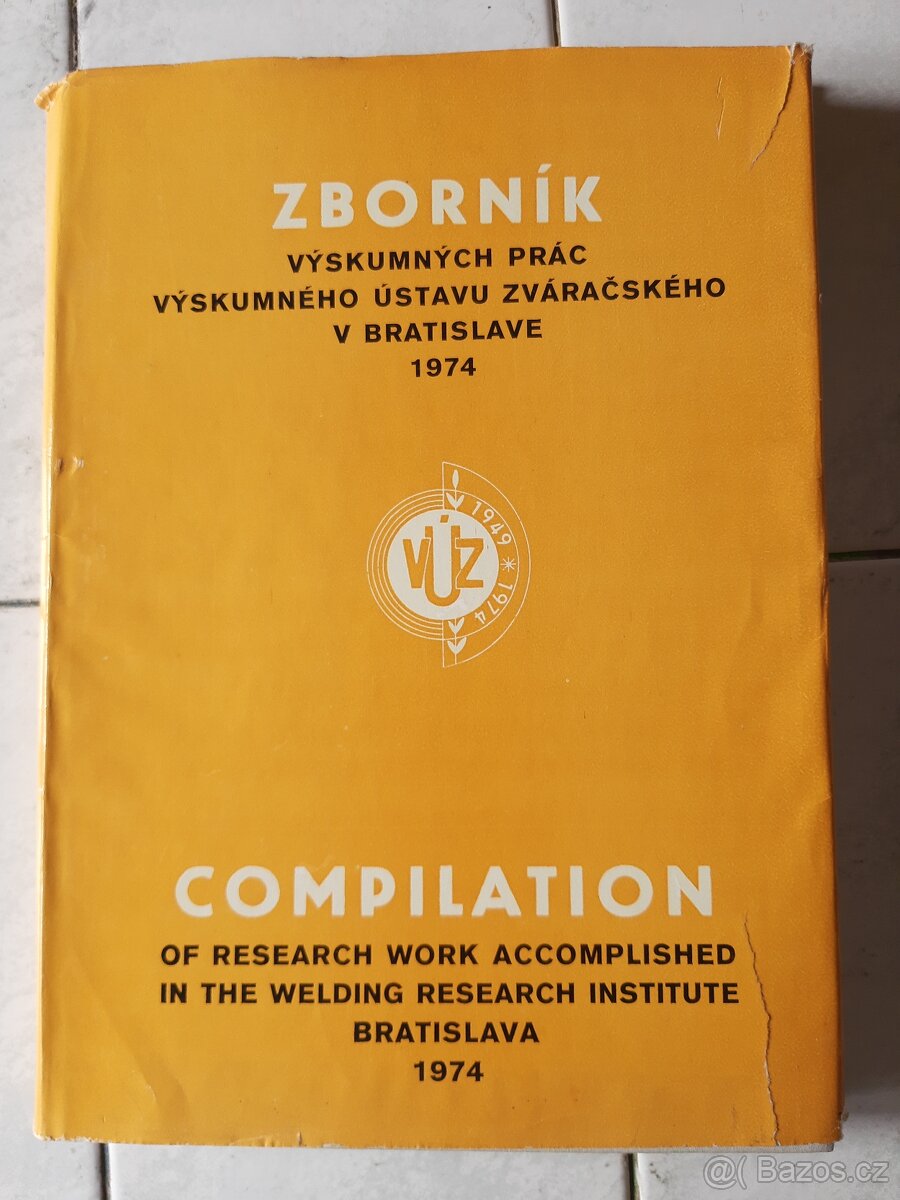 ZBORNÍK
VÝSKUMNÝCH PRÁC
VÝSKUMNÉHO ÚSTAVU ZVÁRAČSKÉHO
V BRATISLAVE
1974
VÚZ
1949 * 1974
COMPILATION
OF RESEARCH WORK ACCOMPLISHED
IN THE WELDING RESEARCH INSTITUTE
BRATISLAVA
1974
@( Bazos.cz